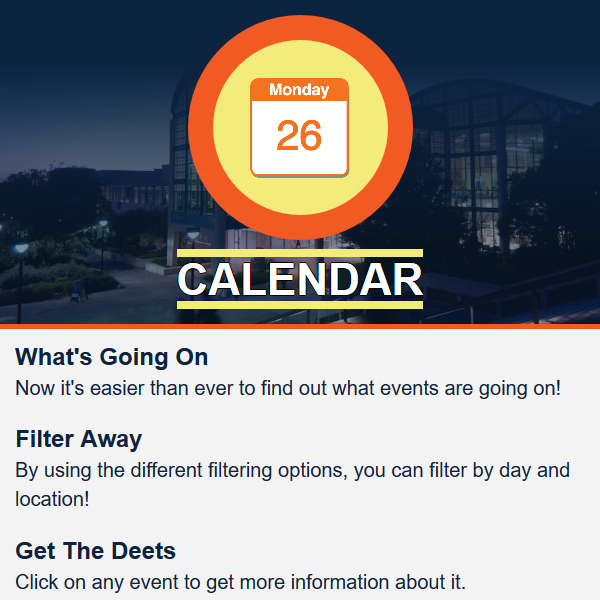 Monday
26
CALENDAR
What's Going On
Now it's easier than ever to find out what events are going on!
Filter Away
By using the different filtering options, you can filter by day and
location!
Get The Deets
Click on any event to get more information about it.